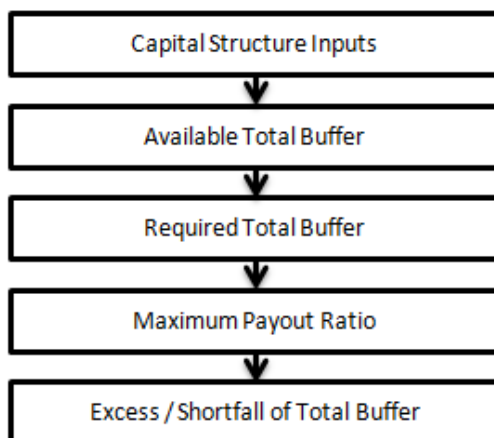 Capital Structure Inputs
Available Total Buffer
Required Total Buffer
Maximum Payout Ratio
Excess / Shortfall of Total Buffer